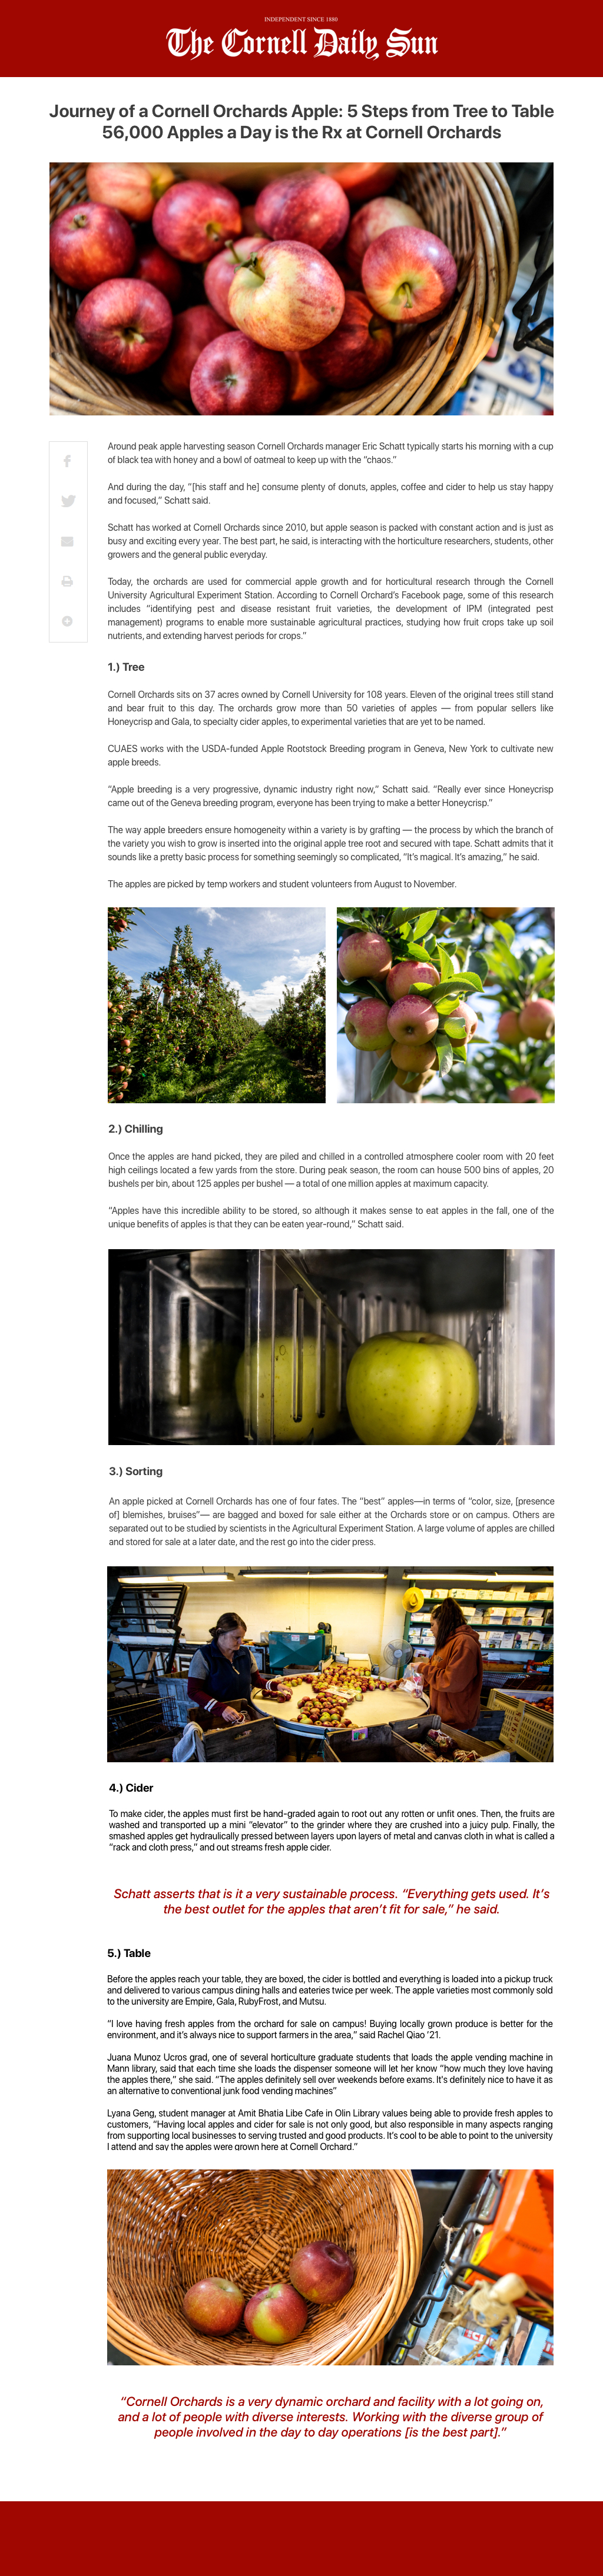 INDEPENDENT SINCE 1880
The Cornell Daily Sun
Journey of a Cornell Orchards Apple: 5 Steps from Tree to Table
56,000 Apples a Day is the Rx at Cornell Orchards
Around peak apple harvesting season Cornell Orchards manager Eric Schatt typically starts his morning with a cup
of black tea with honey and a bowl of oatmeal to keep up with the “chaos.”
And during the day, “[his staff and he] consume plenty of donuts, apples, coffee and cider to help us stay happy
and focused,” Schatt said.
Schatt has worked at Cornell Orchards since 2010, but apple season is packed with constant action and is just as
busy and exciting every year. The best part, he said, is interacting with the horticulture researchers, students, other
growers and the general public everyday.
Today, the orchards are used for commercial apple growth and for horticultural research through the Cornell
University Agricultural Experiment Station. According to Cornell Orchard’s Facebook page, some of this research
includes “identifying pest and disease resistant fruit varieties, the development of IPM (integrated pest
management) programs to enable more sustainable agricultural practices, studying how fruit crops take up soil
nutrients, and extending harvest periods for crops.”
1.) Tree
Cornell Orchards sits on 37 acres owned by Cornell University for 108 years. Eleven of the original trees still stand
and bear fruit to this day. The orchards grow more than 50 varieties of apples — from popular sellers like
Honeycrisp and Gala, to specialty cider apples, to experimental varieties that are yet to be named.
CUAES works with the USDA-funded Apple Rootstock Breeding program in Geneva, New York to cultivate new
apple breeds.
“Apple breeding is a very progressive, dynamic industry right now,” Schatt said. “Really ever since Honeycrisp
came out of the Geneva breeding program, everyone has been trying to make a better Honeycrisp.”
The way apple breeders ensure homogeneity within a variety is by grafting — the process by which the branch of
the variety you wish to grow is inserted into the original apple tree root and secured with tape. Schatt admits that it
sounds like a pretty basic process for something seemingly so complicated, “It’s magical. It’s amazing,” he said.
The apples are picked by temp workers and student volunteers from August to November.
2.) Chilling
Once the apples are hand picked, they are piled and chilled in a controlled atmosphere cooler room with 20 feet
high ceilings located a few yards from the store. During peak season, the room can house 500 bins of apples, 20
bushels per bin, about 125 apples per bushel — a total of one million apples at maximum capacity.
“Apples have this incredible ability to be stored, so although it makes sense to eat apples in the fall, one of the
unique benefits of apples is that they can be eaten year-round,” Schatt said.
3.) Sorting
An apple picked at Cornell Orchards has one of four fates. The “best” apples—in terms of “color, size, [presence
of] blemishes, bruises”— are bagged and boxed for sale either at the Orchards store or on campus. Others are
separated out to be studied by scientists in the Agricultural Experiment Station. A large volume of apples are chilled
and stored for sale at a later date, and the rest go into the cider press.
4.) Cider
To make cider, the apples must first be hand-graded again to root out any rotten or unfit ones. Then, the fruits are
washed and transported up a mini “elevator” to the grinder where they are crushed into a juicy pulp. Finally, the
smashed apples get hydraulically pressed between layers upon layers of metal and canvas cloth in what is called a
“rack and cloth press,” and out streams fresh apple cider.
Schatt asserts that is it a very sustainable process. “Everything gets used. It’s
the best outlet for the apples that aren’t fit for sale,” he said.
5.) Table
Before the apples reach your table, they are boxed, the cider is bottled and everything is loaded into a pickup truck
and delivered to various campus dining halls and eateries twice per week. The apple varieties most commonly sold
to the university are Empire, Gala, RubyFrost, and Mutsu.
“I love having fresh apples from the orchard for sale on campus! Buying locally grown produce is better for the
environment, and it’s always nice to support farmers in the area,” said Rachel Qiao ’21.
Juana Munoz Ucros grad, one of several horticulture graduate students that loads the apple vending machine in
Mann library, said that each time she loads the dispenser someone will let her know “how much they love having
the apples there,” she said. “The apples definitely sell over weekends before exams. It's definitely nice to have it as
an alternative to conventional junk food vending machines”
Lyana Geng, student manager at Amit Bhatia Libe Cafe in Olin Library values being able to provide fresh apples to
customers, “Having local apples and cider for sale is not only good, but also responsible in many aspects ranging
from supporting local businesses to serving trusted and good products. It's cool to be able to point to the university
I attend and say the apples were grown here at Cornell Orchard.”
“Cornell Orchards is a very dynamic orchard and facility with a lot going on,
and a lot of people with diverse interests. Working with the diverse group of
people involved in the day to day operations [is the best part].”